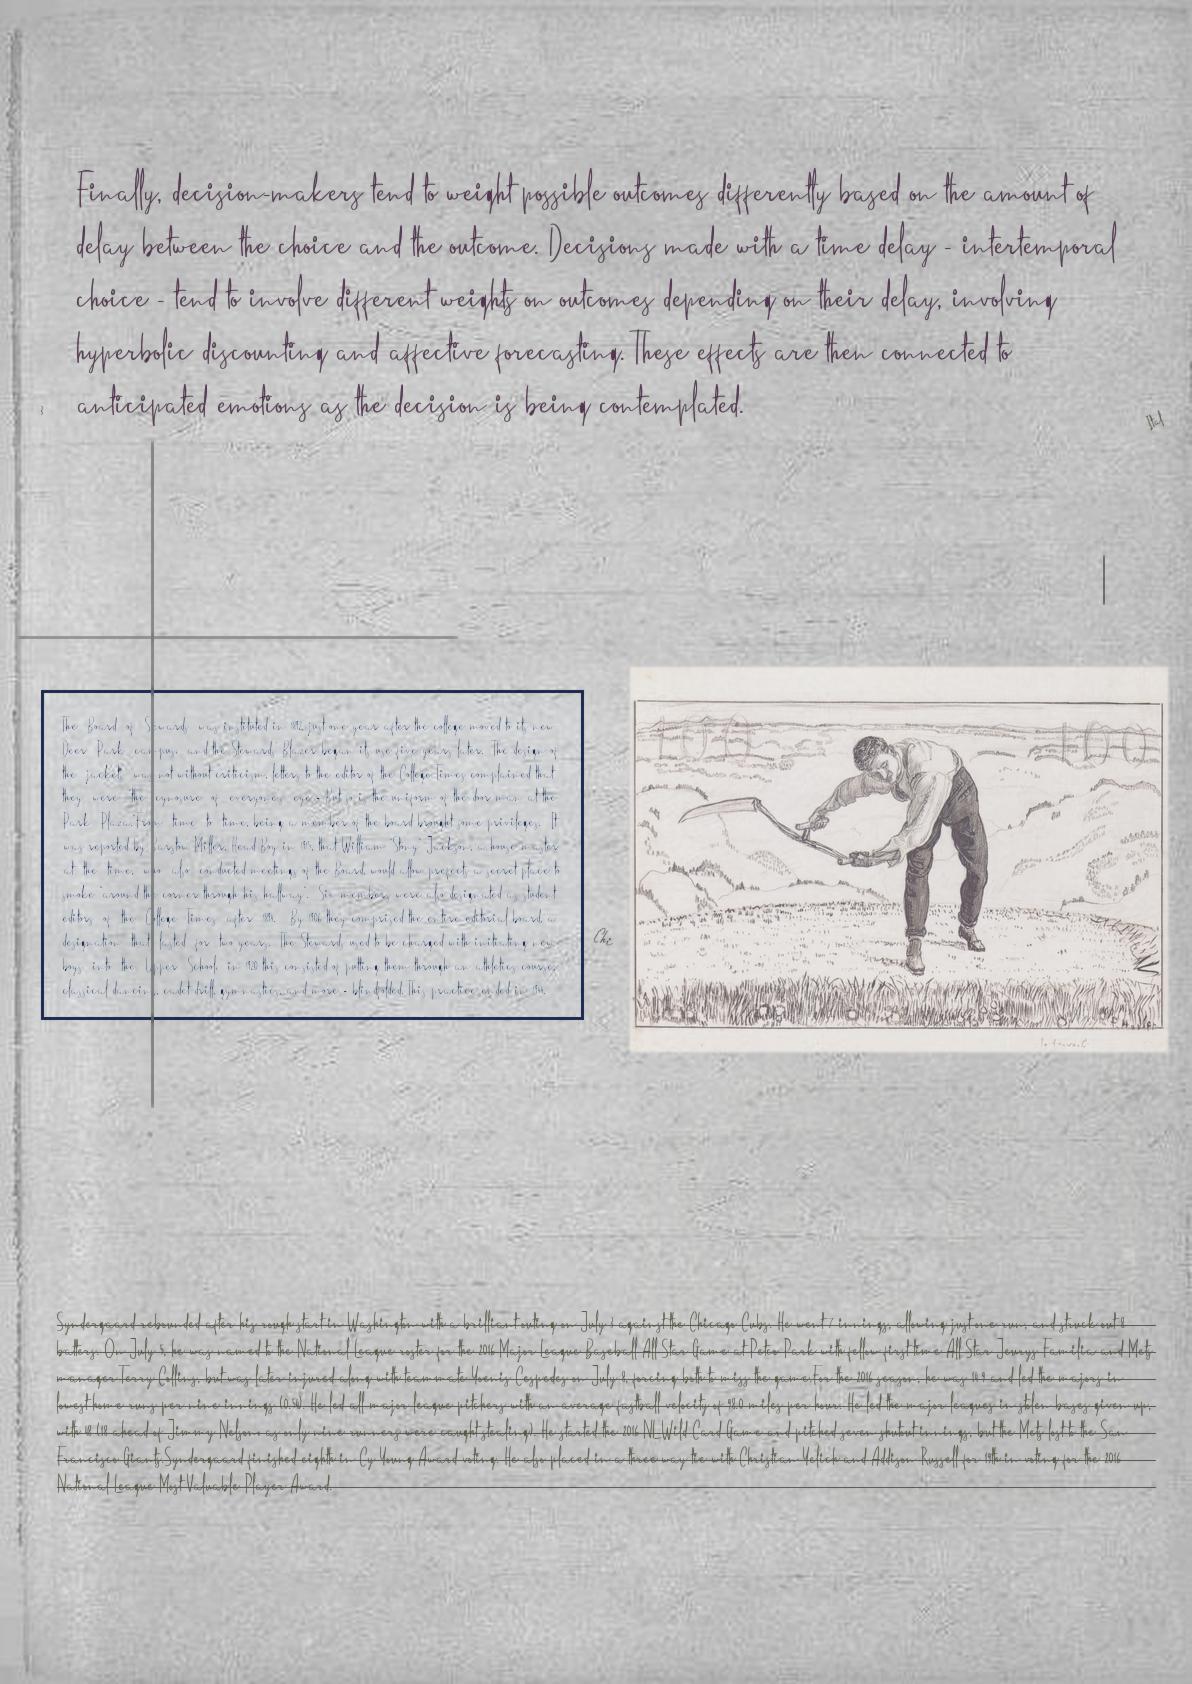 Finally, decision-makers tend to weight possible outcomes differently based on the amount of
delay between the choice and the outcome. Decisions made with a time delay - intertemporal
choice - tend to involve different weights on outcomes depending on their delay, involving
hyperbolic discounting and affective forecasting. These effects are then connected to
anticipated emotions as the decision is being contemplated.
The Board of Stewards was instituted in 1912, just one year after the college moved to its new
Deer Park campus, and the Stewards Blazer began its use five years later. The design of
the jacket was not without criticism; letters to the editor of the College Times complained that
they were "the cynosure of everyone's eyes - but so is the uniform of the door man at the
Park Plaza." From time to time, being a member of the board brought some privileges. It
was reported by Miller, Head Boy in that William "Stony" Jackson, a house master
at the time, who also conducted meetings of the Board, would allow prefects a secret place to
smoke "around the corner through his hallway." Six members were also designated as student
editors of the College Times after By 1906 they comprised the entire editorial board, a
designation that lasted for two years. The Stewards used to be charged with initiating new
boys into the Upper School: in 1920 this consisted of putting them through an athletics course,
classical dancing, cadet drill, gymnastics, and more - blindfolded. This practice ended in
Che
Syndergaard rebounded after his rough start in Washington with a brilliant outing on July 3 against the Chicago Cubs. He went 7 innings, allowing just one run, and struck out 8
batters. On July 5, he was named to the National League roster for the 2016 Major League Baseball All Star Game at Petco Park with fellow first time All Star Jeurys Familia and Mets
manager Terry Collins, but was later injured along with teammate Yoenis Cespedes on July 8, forcing both to miss the game. For the 2016 season, he was 14 9 and led the majors in
lowest home runs per nine innings (0.54). He led all major league pitchers with an average fastball velocity of 98.0 miles per hour. He led the major leagues in stolen bases given up,
with 48 (18 ahead of Jimmy Nelson; as only nine runners were caught stealing). He started the 2016 NL Wild Card Game and pitched seven shutout innings, but the Mets lost to the San
Francisco Giants. Syndergaard finished eighth in Cy Young Award voting. He also placed in a three way tie with Christian Yelich and Addison Russell for 19th in voting for the 2016
National League Most Valuable Player Award.